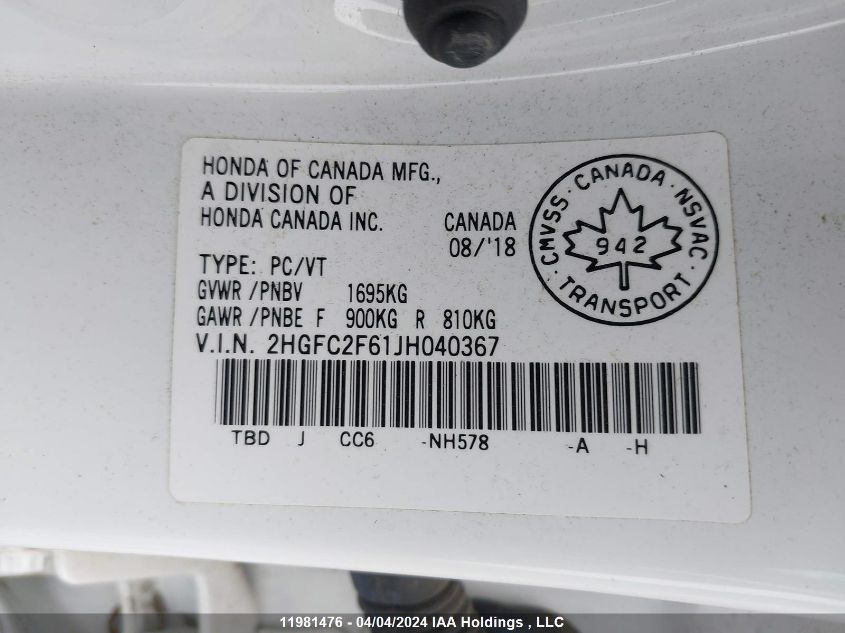 HONDA OF CANADA MFG.,
A DIVISION OF
HONDA CANADA INC.
CANADA
08/'18
TYPE: PC/VT
GVWR /PNBV 1695KG
GAWR /PNBE F 900KG R 810KG
V.I.N. 2HGFC2F61JH040367
TBD J CC6 -NH578 -A -H
CMVSS · CANADA · NSVAC
942
· TRANSPORT ·
11981476 - 04/04/2024 IAA Holdings , LLC